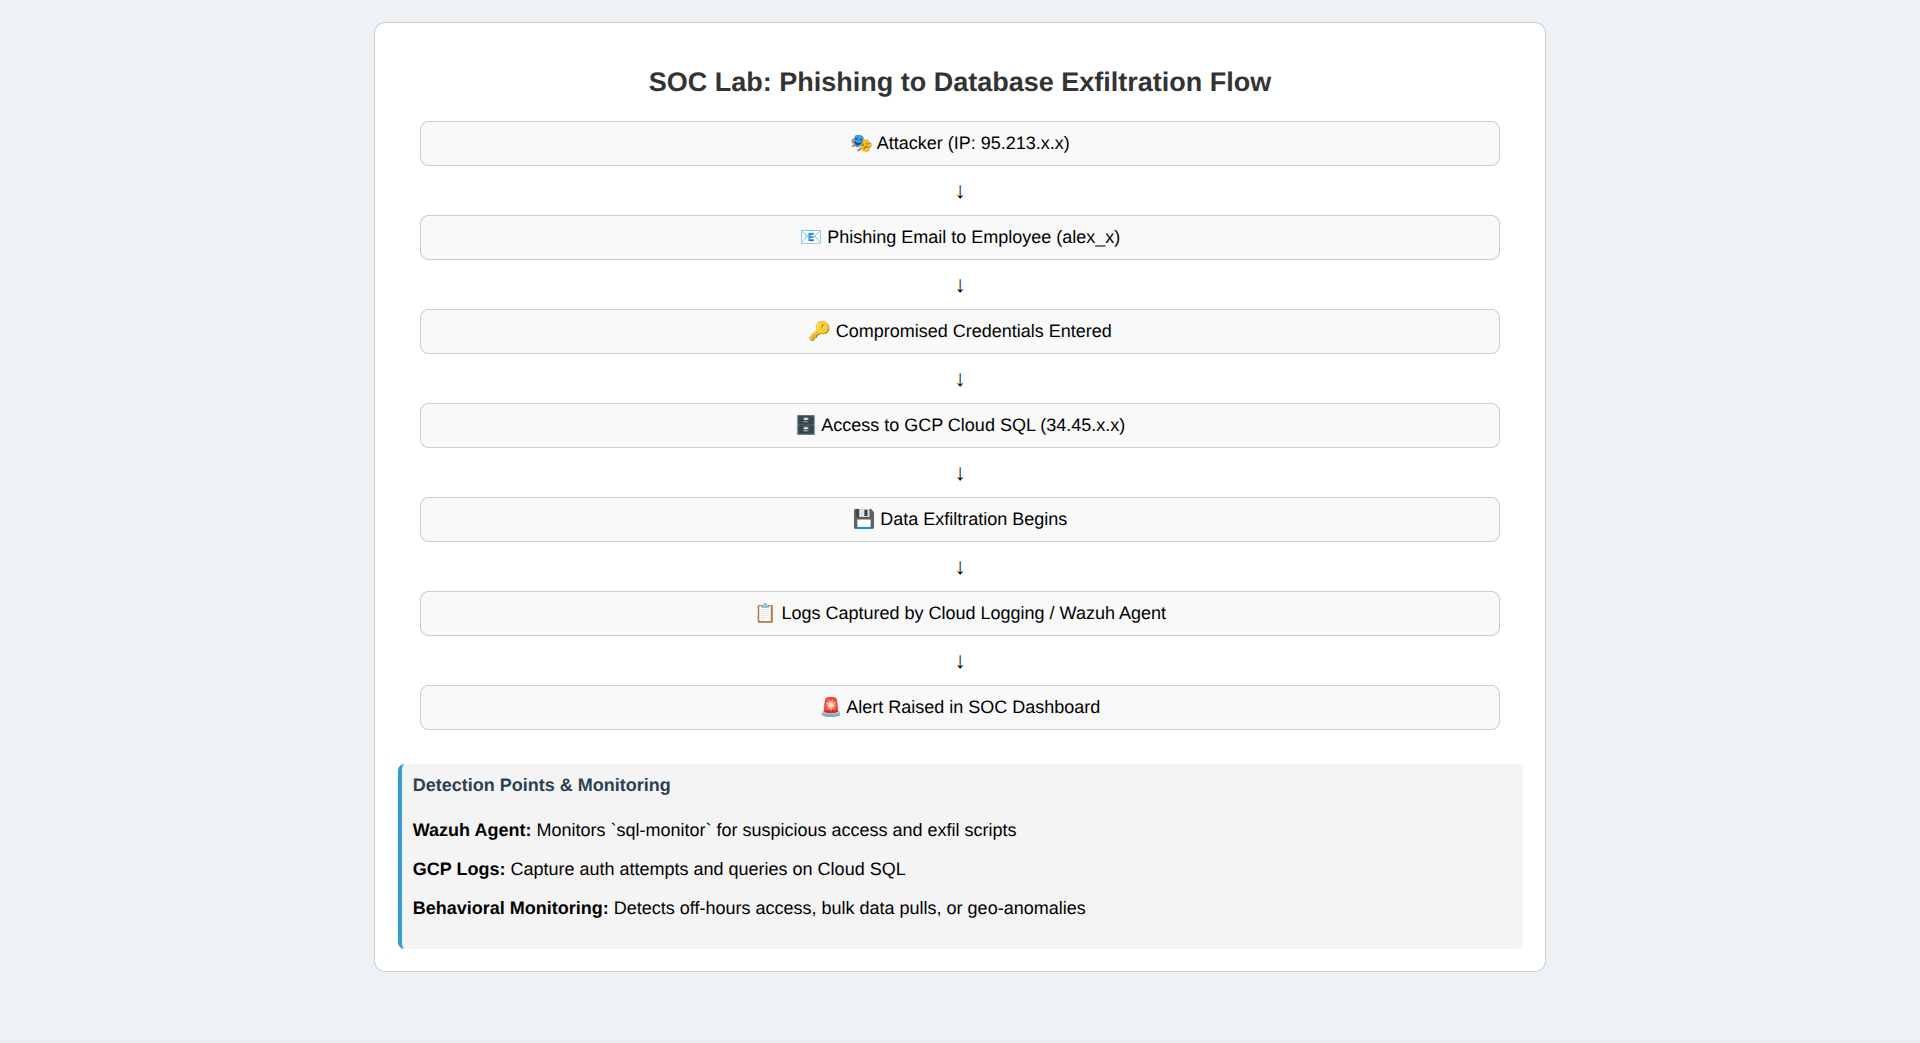 SOC Lab: Phishing to Database Exfiltration Flow
🎭 Attacker (IP: 95.213.x.x)
↓
📧 Phishing Email to Employee (alex_x)
↓
🔑 Compromised Credentials Entered
↓
🗄️ Access to GCP Cloud SQL (34.45.x.x)
↓
💾 Data Exfiltration Begins
↓
📋 Logs Captured by Cloud Logging / Wazuh Agent
↓
🚨 Alert Raised in SOC Dashboard
Detection Points & Monitoring
Wazuh Agent: Monitors `sql-monitor` for suspicious access and exfil scripts
GCP Logs: Capture auth attempts and queries on Cloud SQL
Behavioral Monitoring: Detects off-hours access, bulk data pulls, or geo-anomalies